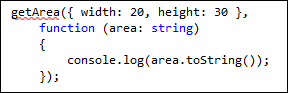 getArea({ width: 20, height: 30 },
    function (area: string)
    {
        console.log(area.toString());
    });